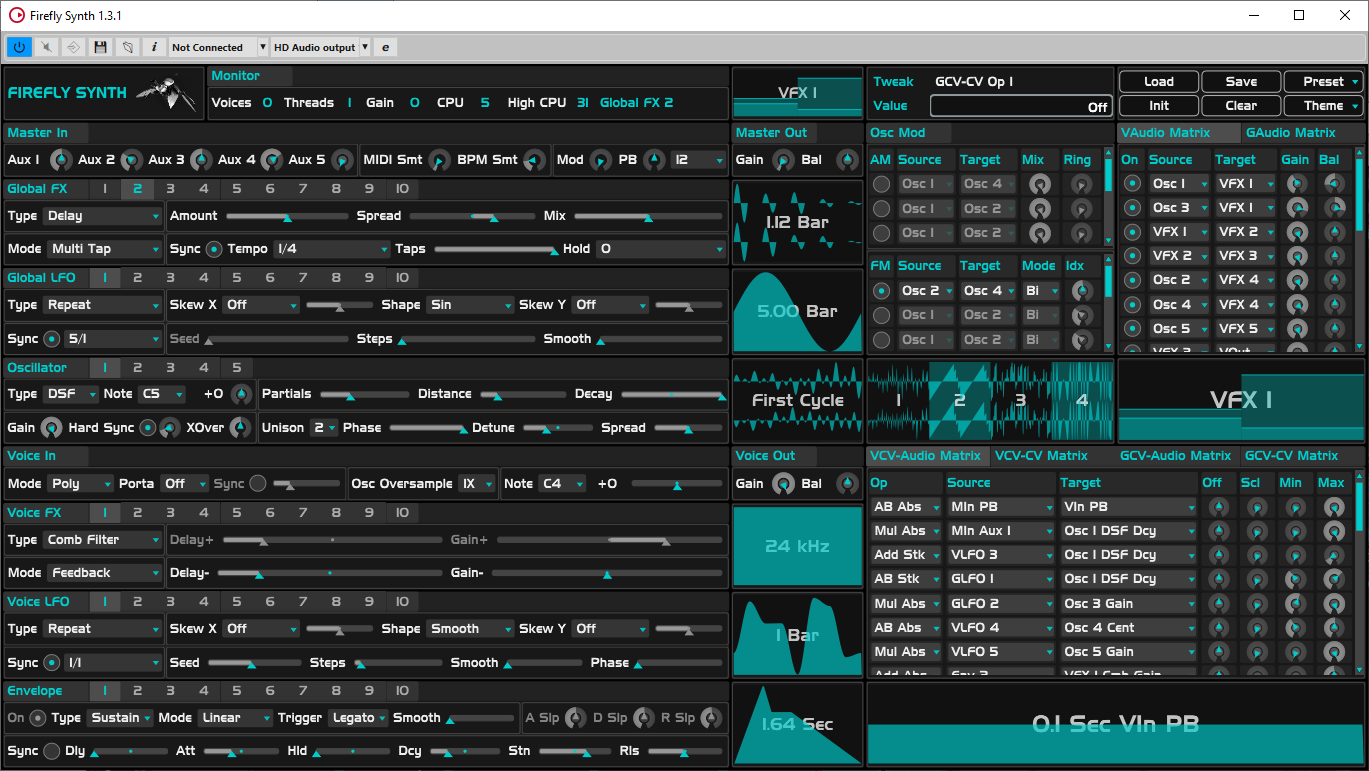 Firefly Synth 1.3.1
i Not Connected HD Audio output e
FIREFLY SYNTH
Monitor
Voices 0 Threads 1 Gain 0 CPU 5 High CPU 31 Global FX 2
VFX 1
Tweak GCV-CV Op 1
Value Off
Load Save Preset
Init Clear Theme
Master In
Aux 1 Aux 2 Aux 3 Aux 4 Aux 5 MIDI Smt BPM Smt Mod PB 12
Master Out
Gain Bal
Global FX 1 2 3 4 5 6 7 8 9 10
Type Delay Amount Spread Mix
Mode Multi Tap Sync Tempo 1/4 Taps Hold 0
1.12 Bar
Global LFO 1 2 3 4 5 6 7 8 9 10
Type Repeat Skew X Off Shape Sin Skew Y Off
Sync 5/1 Seed Steps Smooth
5.00 Bar
Osc Mod
AM Source Target Mix Ring
Osc 1 Osc 4
Osc 1 Osc 2
Osc 1 Osc 2
FM Source Target Mode Idx
Osc 2 Osc 4 Bi
Osc 1 Osc 2 Bi
Osc 1 Osc 2 Bi
VAudio Matrix GAudio Matrix
On Source Target Gain Bal
Osc 1 VFX 1
Osc 3 VFX 1
VFX 1 VFX 2
VFX 2 VFX 3
Osc 2 VFX 4
Osc 4 VFX 4
Osc 5 VFX 5
VFX 3 VOut
Oscillator 1 2 3 4 5
Type DSF Note C5 +0 Partials Distance Decay
Gain Hard Sync XOver Unison 2 Phase Detune Spread
First Cycle
1 2 3 4
VFX 1
Voice In
Mode Poly Porta Off Sync Osc Oversample 1X Note C4 +0
Voice Out
Gain Bal
Voice FX 1 2 3 4 5 6 7 8 9 10
Type Comb Filter Delay+ Gain+
Mode Feedback Delay- Gain-
24 kHz
Voice LFO 1 2 3 4 5 6 7 8 9 10
Type Repeat Skew X Off Shape Smooth Skew Y Off
Sync 1/1 Seed Steps Smooth Phase
1 Bar
Envelope 1 2 3 4 5 6 7 8 9 10
On Type Sustain Mode Linear Trigger Legato Smooth A Slp D Slp R Slp
Sync Dly Att Hld Dcy Stn Rls
1.64 Sec
VCV-Audio Matrix VCV-CV Matrix GCV-Audio Matrix GCV-CV Matrix
Op Source Target Off Scl Min Max
AB Abs MIn PB VIn PB
Mul Abs MIn Aux 1 Osc 1 DSF Dcy
Add Stk VLFO 3 Osc 1 DSF Dcy
AB Stk GLFO 1 Osc 1 DSF Dcy
Mul Abs GLFO 2 Osc 3 Gain
AB Abs VLFO 4 Osc 4 Cent
Mul Abs VLFO 5 Osc 5 Gain
Add Abs Env 2 VFX 1 Cmb Gain
0.1 Sec VIn PB